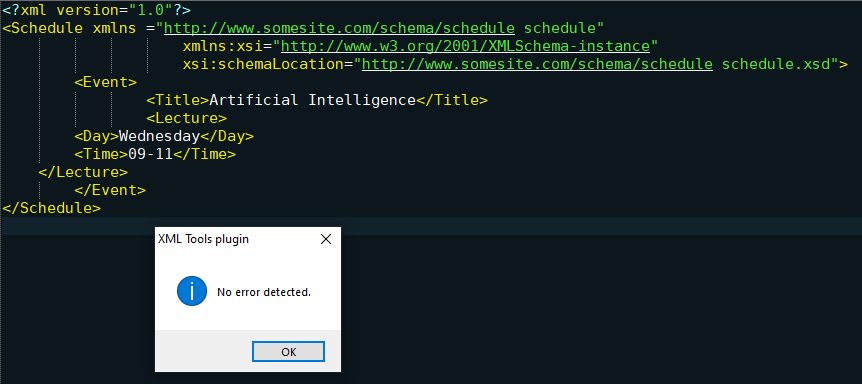 <?xml version="1.0"?>
<Schedule xmlns ="http://www.somesite.com/schema/schedule schedule"
xmlns:xsi="http://www.w3.org/2001/XMLSchema-instance"
xsi:schemaLocation="http://www.somesite.com/schema/schedule schedule.xsd">
<Event>
<Title>Artificial Intelligence</Title>
<Lecture>
<Day>Wednesday</Day>
<Time>09-11</Time>
</Lecture>
</Event>
</Schedule>
XML Tools plugin
No error detected.
OK